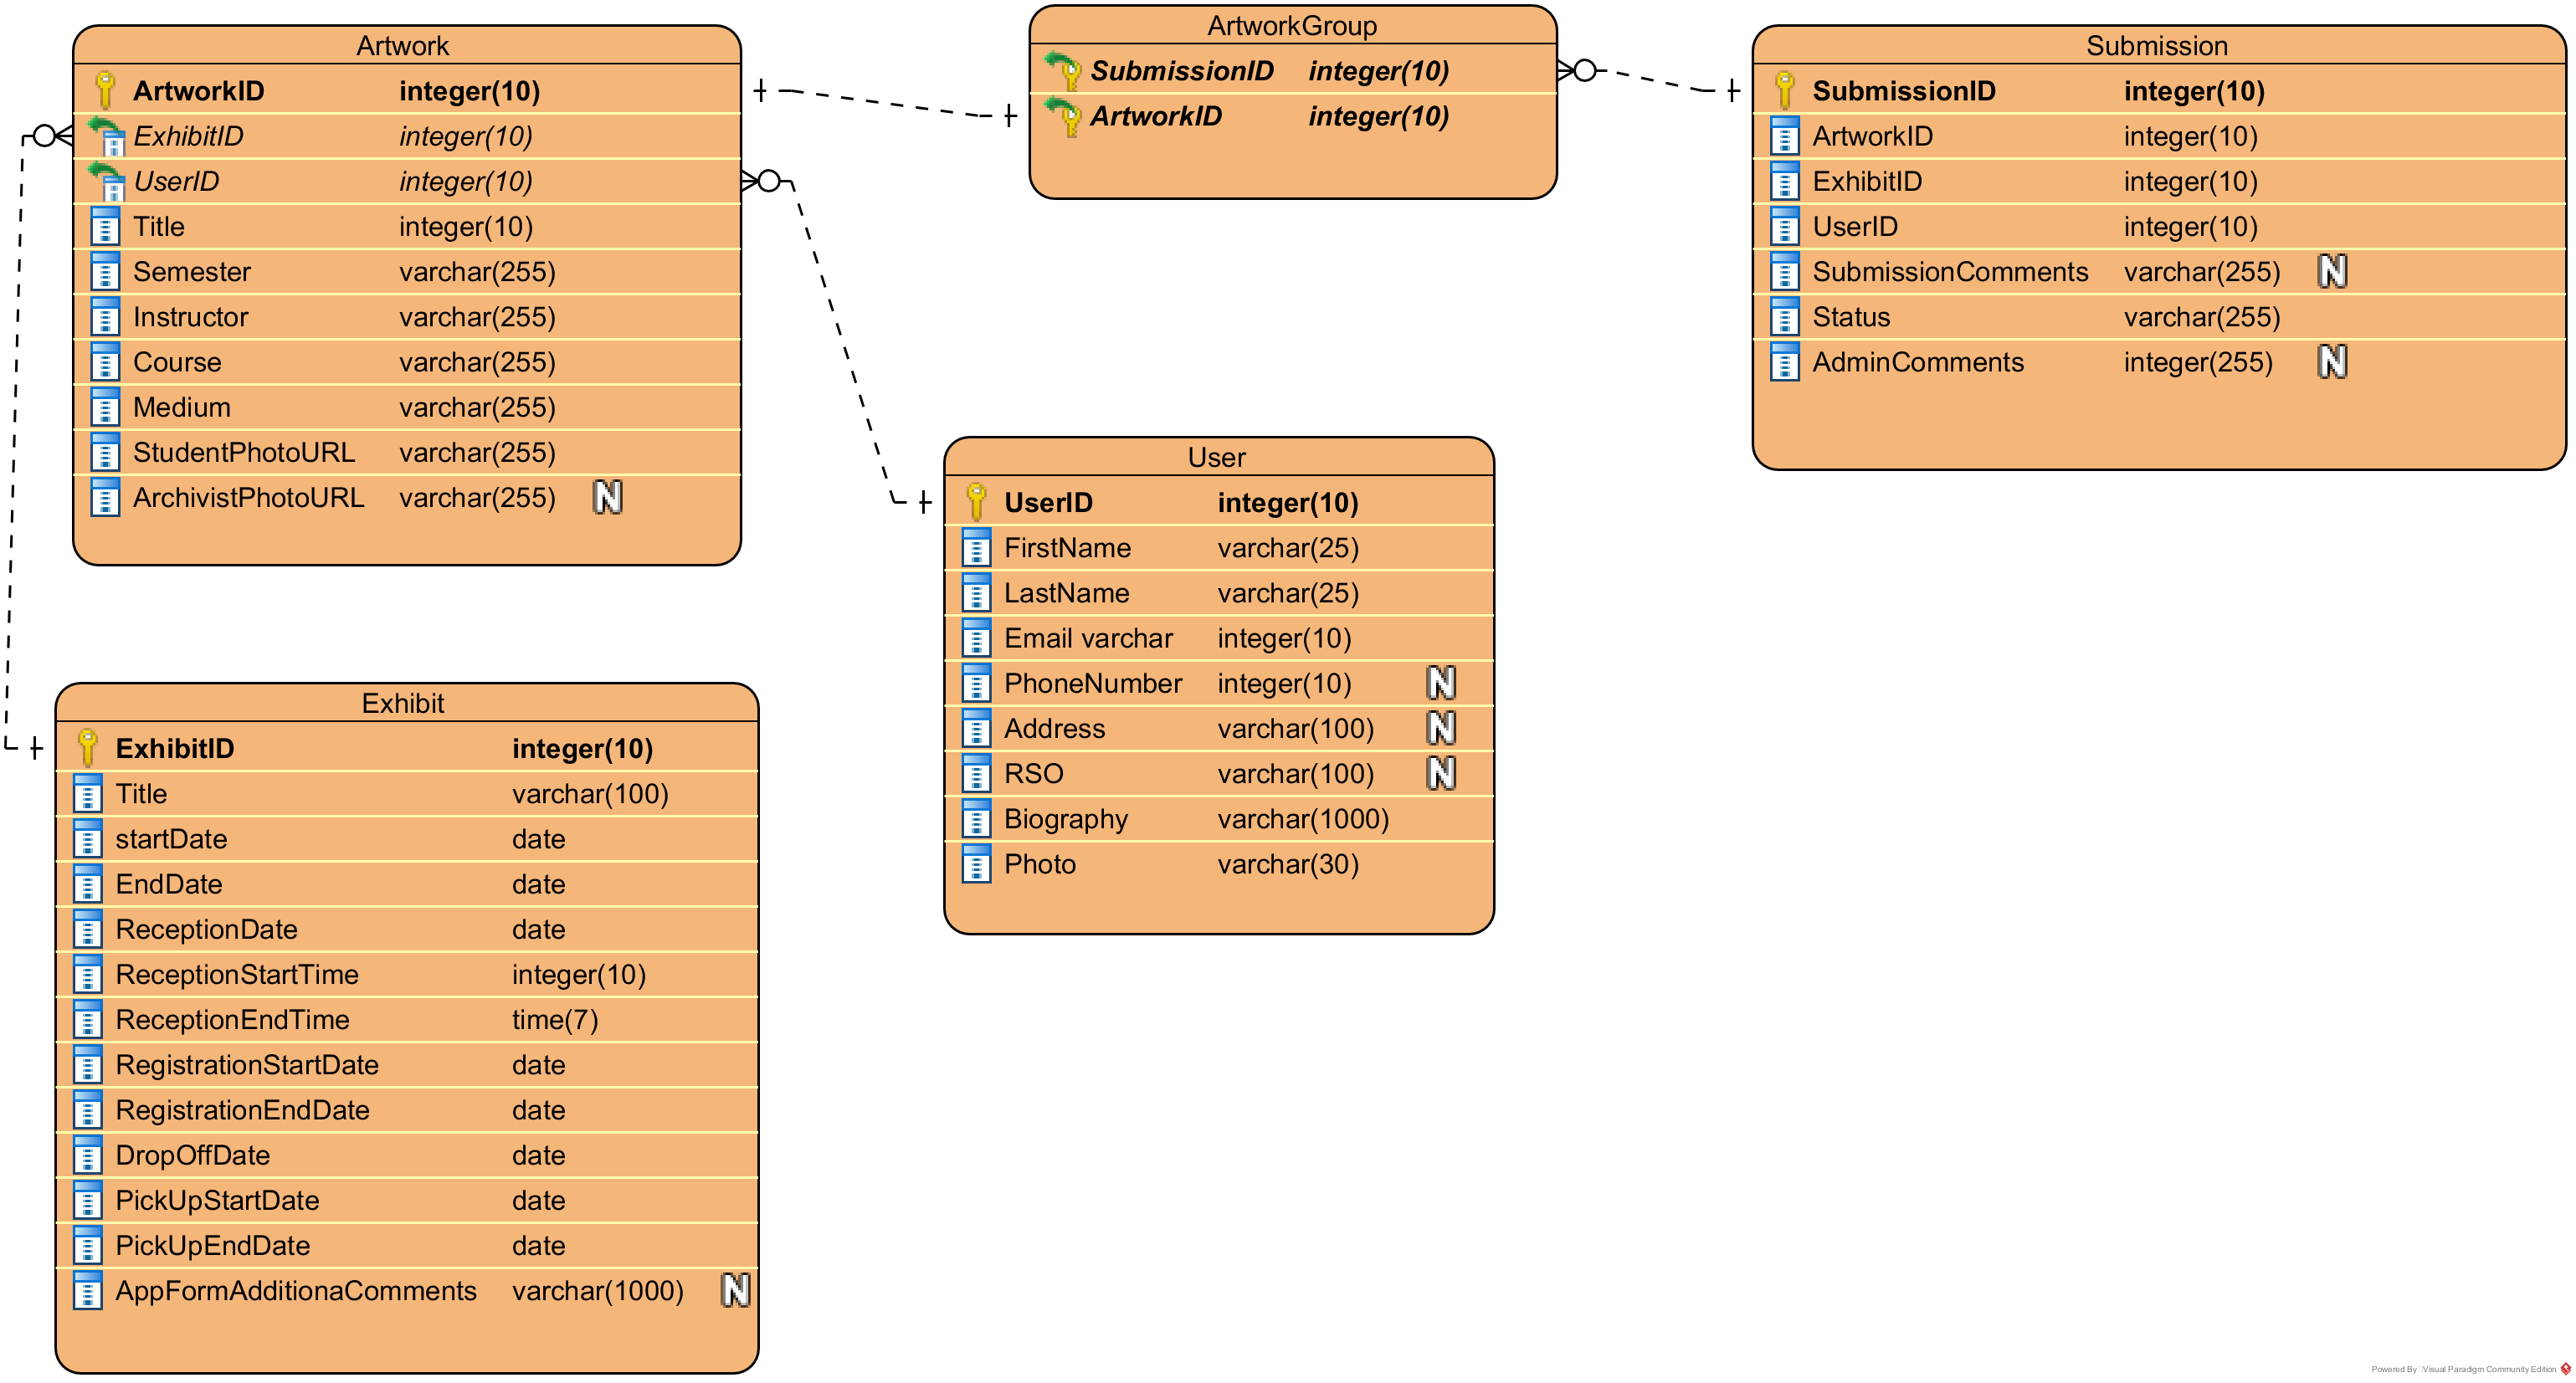 Artwork
ArtworkID integer(10)
ExhibitID integer(10)
UserID integer(10)
Title integer(10)
Semester varchar(255)
Instructor varchar(255)
Course varchar(255)
Medium varchar(255)
StudentPhotoURL varchar(255)
ArchivistPhotoURL varchar(255) N
ArtworkGroup
SubmissionID integer(10)
ArtworkID integer(10)
Submission
SubmissionID integer(10)
ArtworkID integer(10)
ExhibitID integer(10)
UserID integer(10)
SubmissionComments varchar(255) N
Status varchar(255)
AdminComments integer(255) N
User
UserID integer(10)
FirstName varchar(25)
LastName varchar(25)
Email varchar integer(10)
PhoneNumber integer(10) N
Address varchar(100) N
RSO varchar(100) N
Biography varchar(1000)
Photo varchar(30)
Exhibit
ExhibitID integer(10)
Title varchar(100)
startDate date
EndDate date
ReceptionDate date
ReceptionStartTime integer(10)
ReceptionEndTime time(7)
RegistrationStartDate date
RegistrationEndDate date
DropOffDate date
PickUpStartDate date
PickUpEndDate date
AppFormAdditionaComments varchar(1000) N
Powered By Visual Paradigm Community Edition